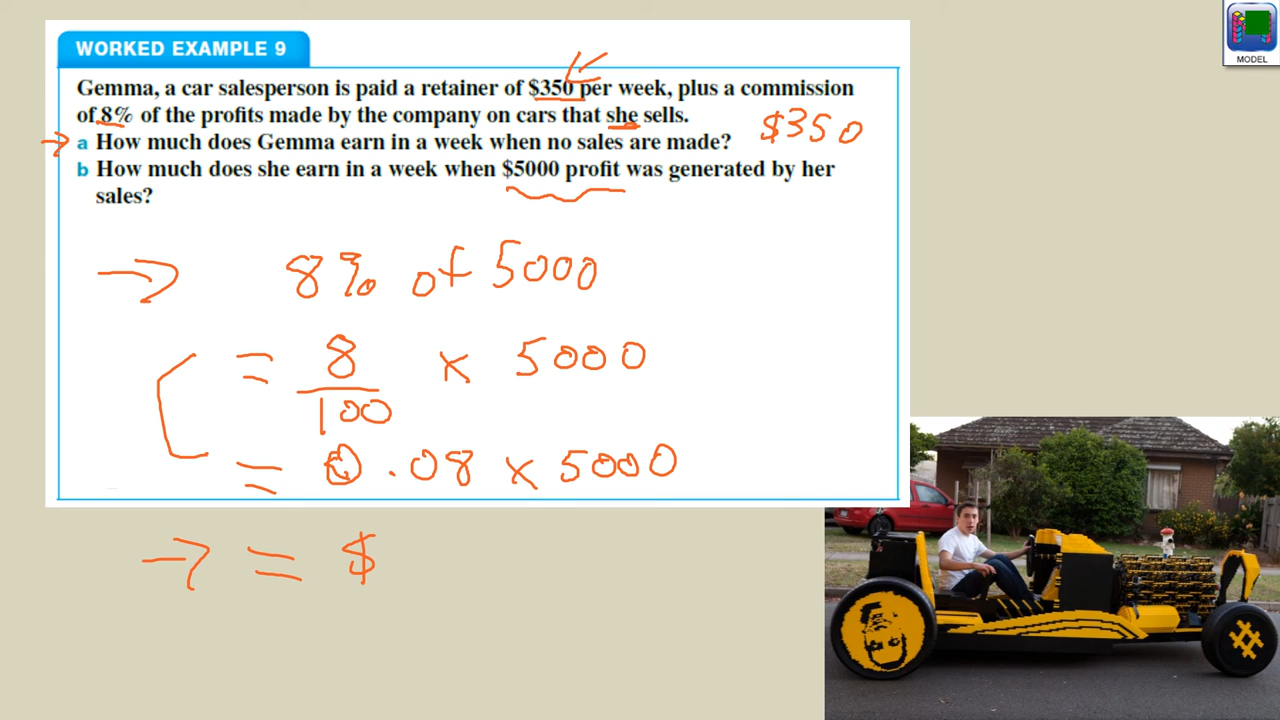 WORKED EXAMPLE 9
MODEL
Gemma, a car salesperson is paid a retainer of $350 per week, plus a commission
of 8% of the profits made by the company on cars that she sells.
$350
a How much does Gemma earn in a week when no sales are made?
b How much does she earn in a week when $5000 profit was generated by her
sales?
→ 8% of 5000
= 8/100 × 5000
= 0.08 × 5000
→ = $
#